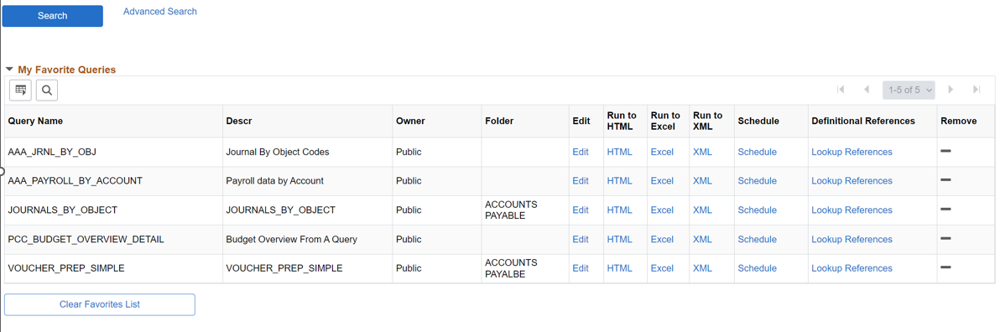 Search Advanced Search
My Favorite Queries
1-5 of 5
Query Name Descr Owner Folder Edit Run to HTML Run to Excel Run to XML Schedule Definitional References Remove
AAA_JRNL_BY_OBJ Journal By Object Codes Public Edit HTML Excel XML Schedule Lookup References
AAA_PAYROLL_BY_ACCOUNT Payroll data by Account Public Edit HTML Excel XML Schedule Lookup References
JOURNALS_BY_OBJECT JOURNALS_BY_OBJECT Public ACCOUNTS PAYABLE Edit HTML Excel XML Schedule Lookup References
PCC_BUDGET_OVERVIEW_DETAIL Budget Overview From A Query Public Edit HTML Excel XML Schedule Lookup References
VOUCHER_PREP_SIMPLE VOUCHER_PREP_SIMPLE Public ACCOUNTS PAYALBE Edit HTML Excel XML Schedule Lookup References
Clear Favorites List